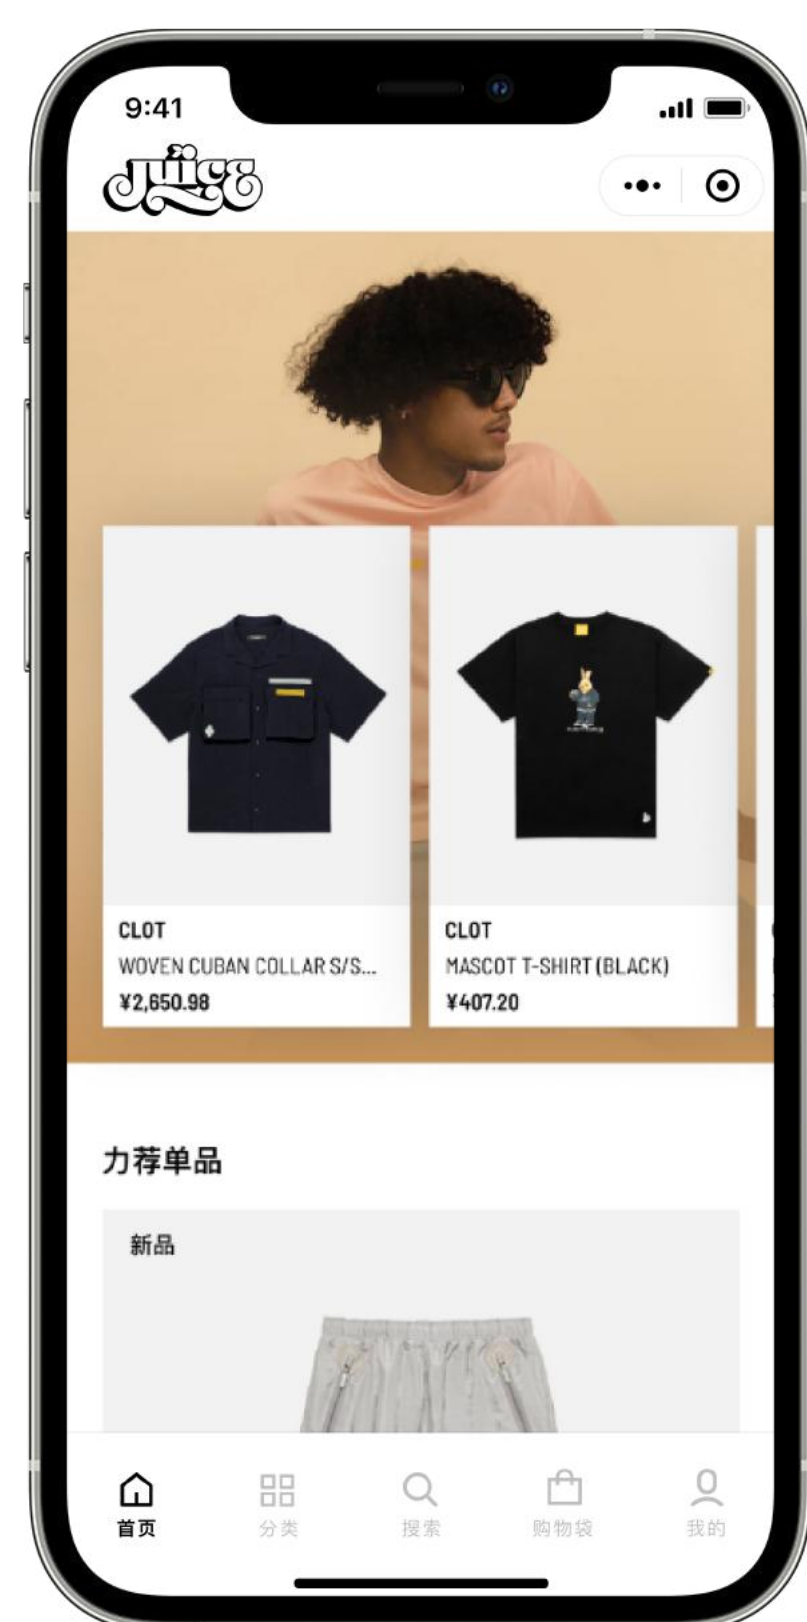 9:41
JUICE
CLOT
WOVEN CUBAN COLLAR S/S...
¥2,650.98
CLOT
MASCOT T-SHIRT (BLACK)
¥407.20
力荐单品
新品
首页
分类
搜索
购物袋
我的